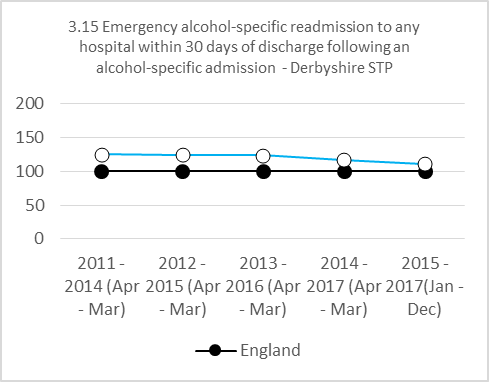 3.15 Emergency alcohol-specific readmission to any
hospital within 30 days of discharge following an
alcohol-specific admission  - Derbyshire STP
200
150
100
50
0
2011 - 2012 - 2013 - 2014 - 2015 -
2014 (Apr 2015 (Apr 2016 (Apr 2017 (Apr 2017(Jan -
- Mar) - Mar) - Mar) - Mar) Dec)
England